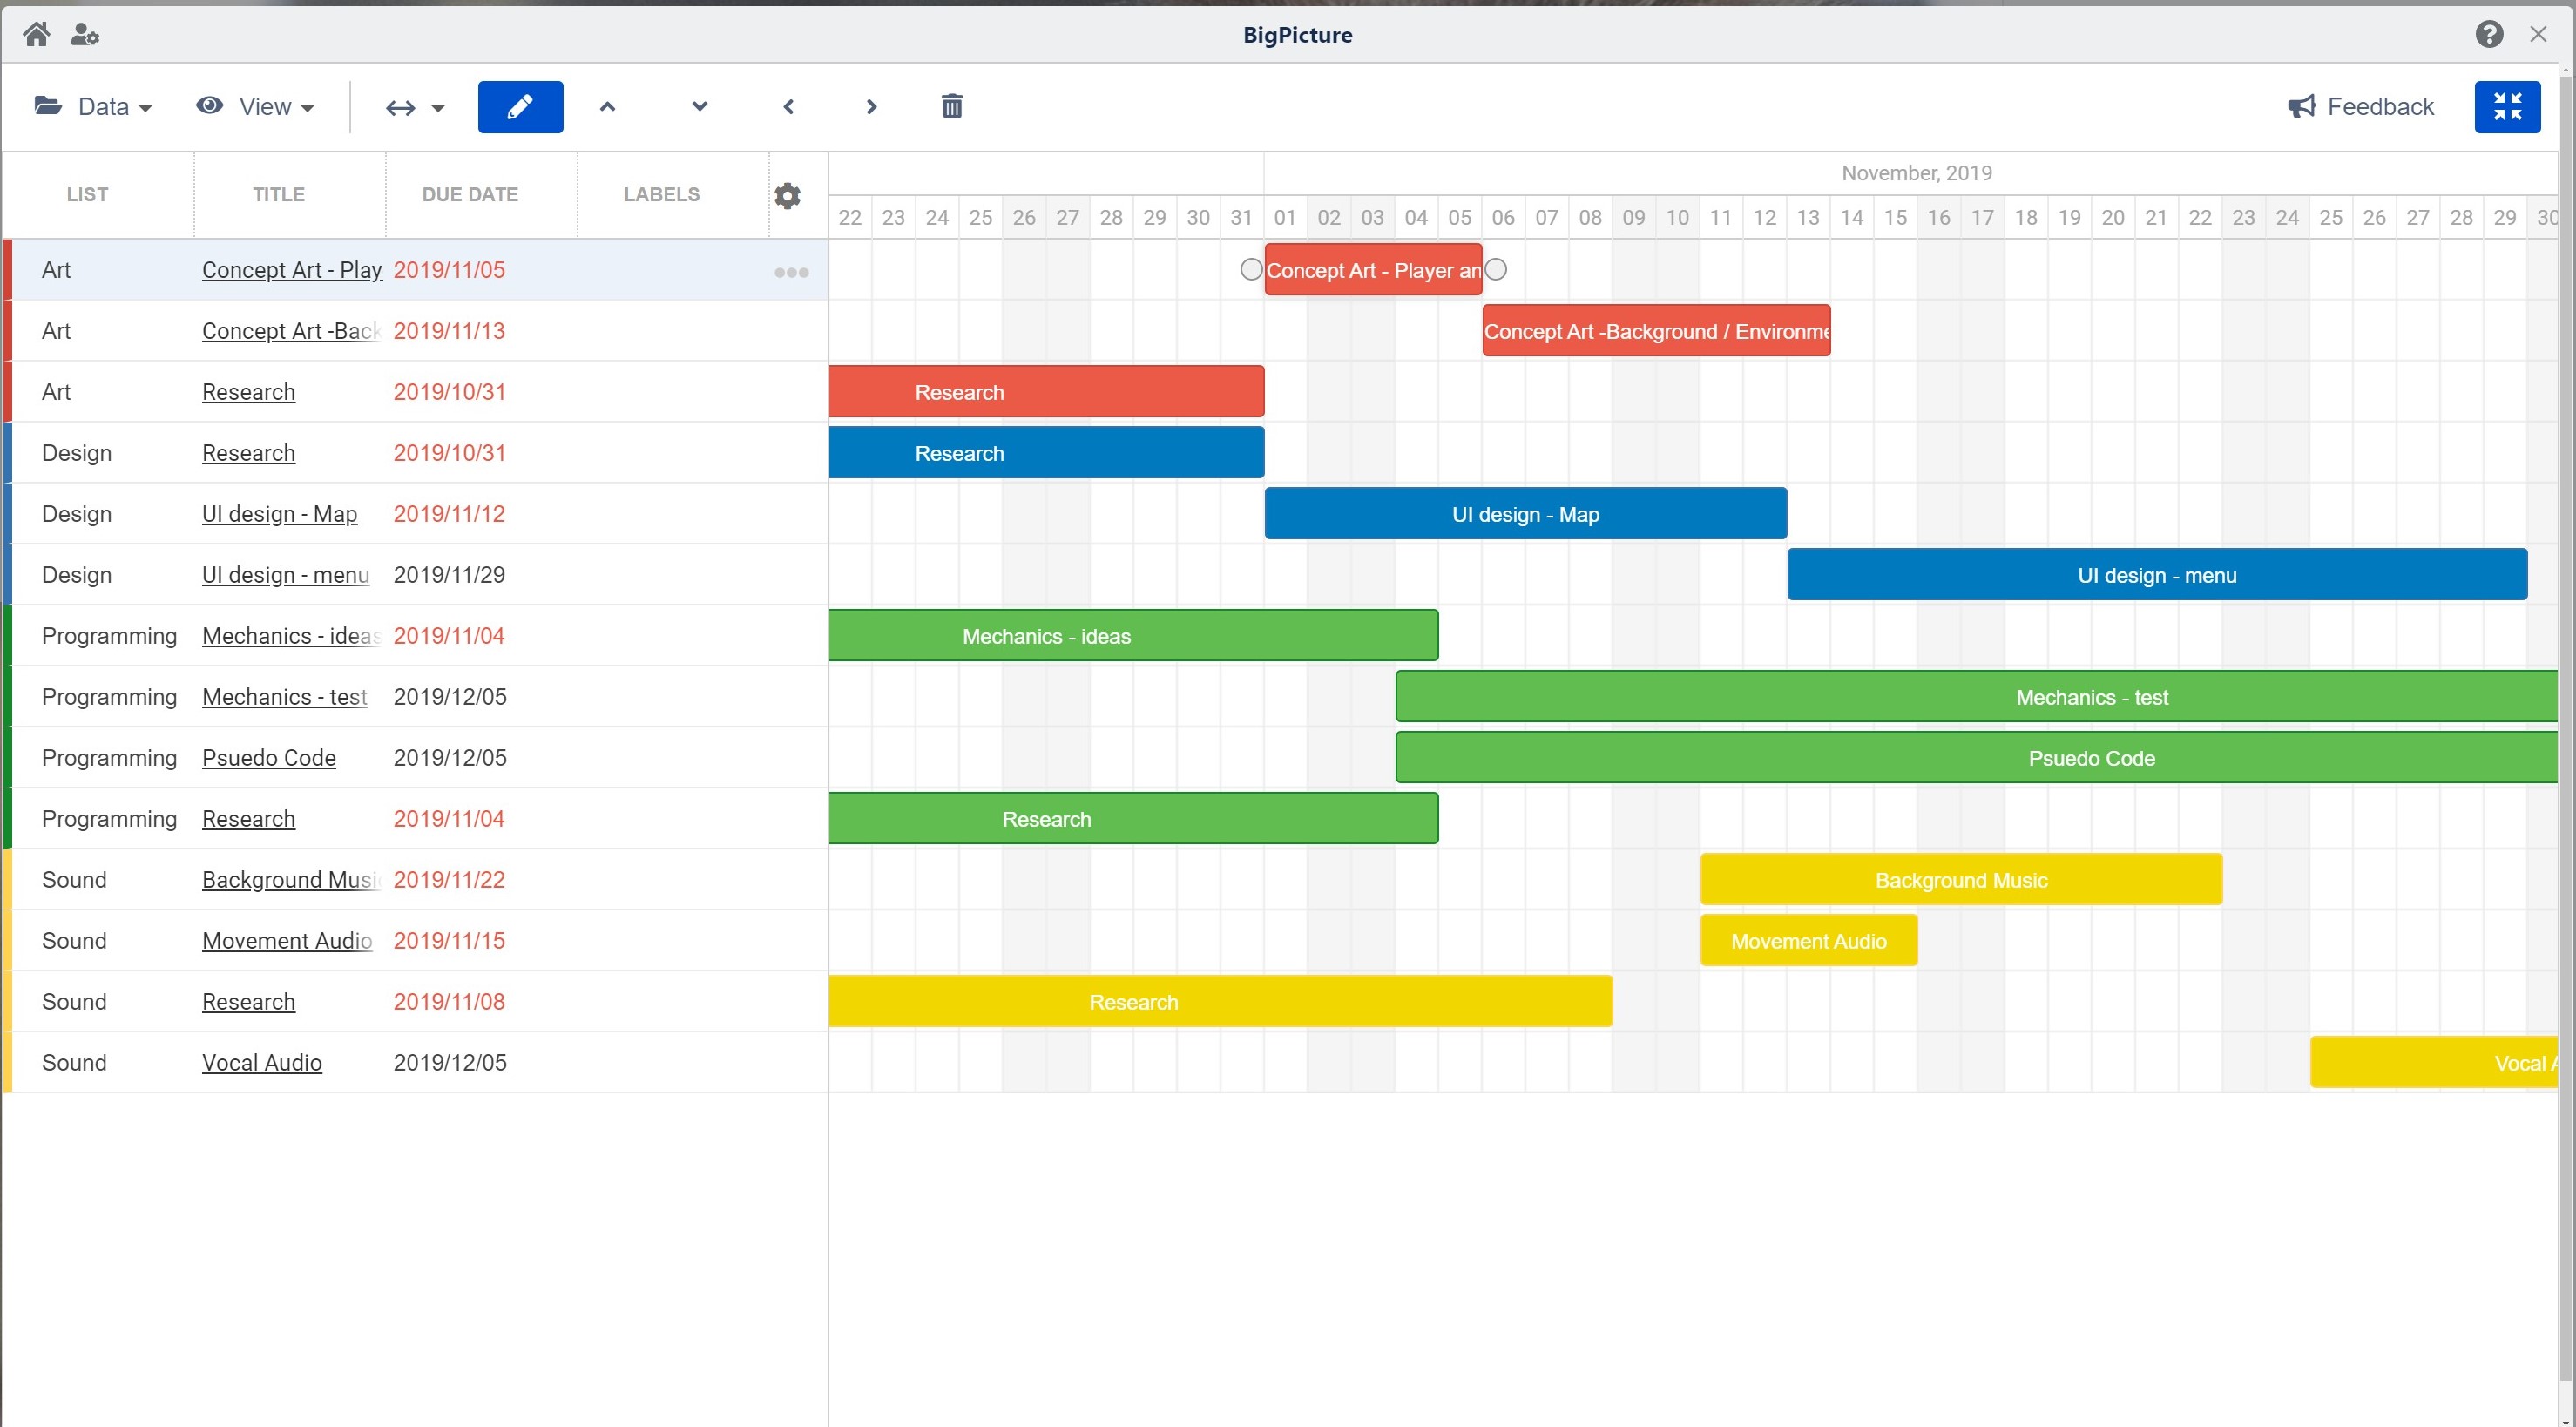 BigPicture
Data View Feedback
LIST TITLE DUE DATE LABELS
November, 2019
22 23 24 25 26 27 28 29 30 31 01 02 03 04 05 06 07 08 09 10 11 12 13 14 15 16 17 18 19 20 21 22 23 24 25 26 27 28 29 30
Art Concept Art - Play 2019/11/05 Concept Art - Player an
Art Concept Art -Back 2019/11/13 Concept Art -Background / Environme
Art Research 2019/10/31 Research
Design Research 2019/10/31 Research
Design UI design - Map 2019/11/12 UI design - Map
Design UI design - menu 2019/11/29 UI design - menu
Programming Mechanics - ideas 2019/11/04 Mechanics - ideas
Programming Mechanics - test 2019/12/05 Mechanics - test
Programming Psuedo Code 2019/12/05 Psuedo Code
Programming Research 2019/11/04 Research
Sound Background Musi 2019/11/22 Background Music
Sound Movement Audio 2019/11/15 Movement Audio
Sound Research 2019/11/08 Research
Sound Vocal Audio 2019/12/05 Vocal A